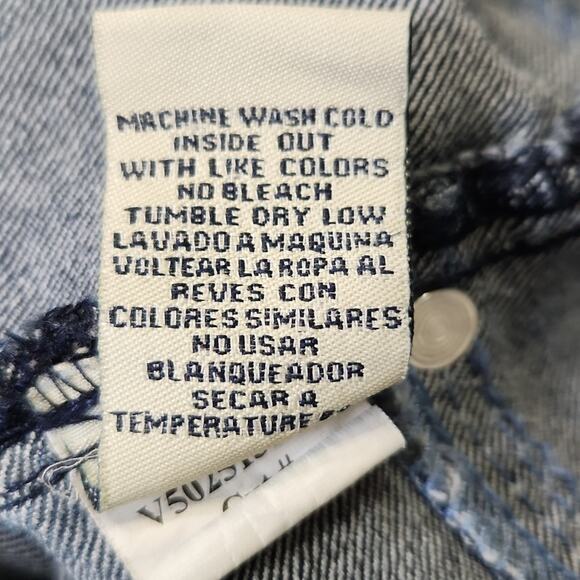 MACHINE WASH COLD
INSIDE OUT
WITH LIKE COLORS
NO BLEACH
TUMBLE DRY LOW
LAVADO A MAQUINA
VOLTEAR LA ROPA AL
REVES CON
COLORES SIMILARES
NO USAR
BLANQUEADOR
SECAR A
TEMPERATURE